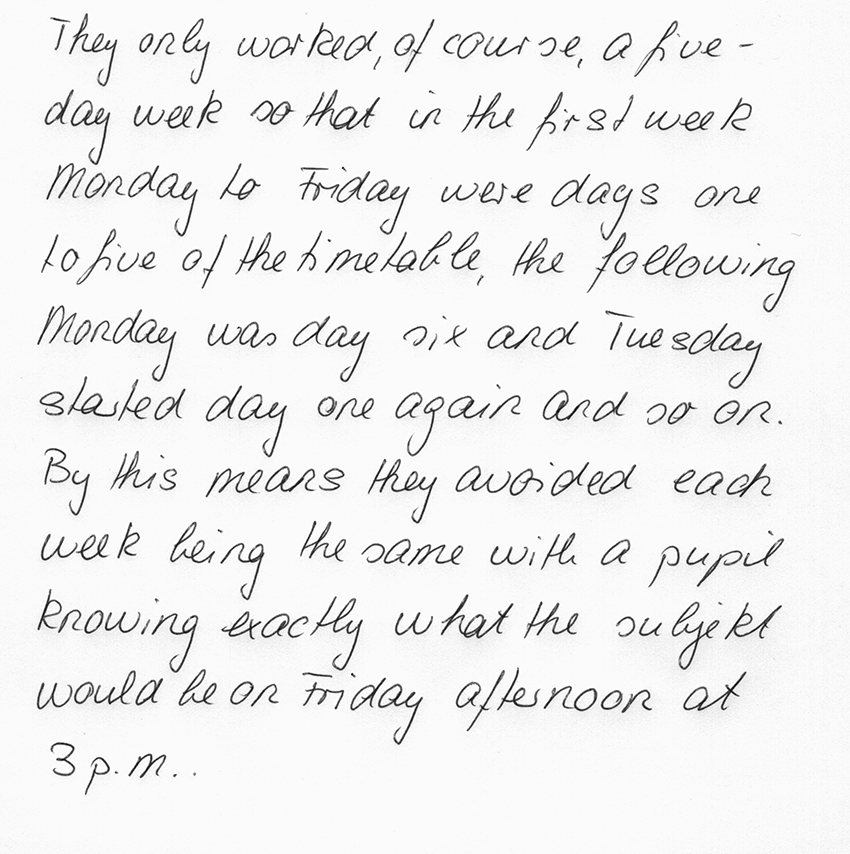 They only worked, of course, a five-
day week so that in the first week
Monday to Friday were days one
to five of the timetable, the following
Monday was day six and Tuesday
started day one again and so on.
By this means they avoided each
week being the same with a pupil
knowing exactly what the subjekt
would be on Friday afternoon at
3 p.m..